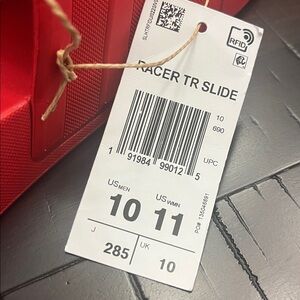 RFID
RACER TR SLIDE
10
690
1 91984 99012 5
UPC
US MEN
10
US WMN
11
J
285
UK
10